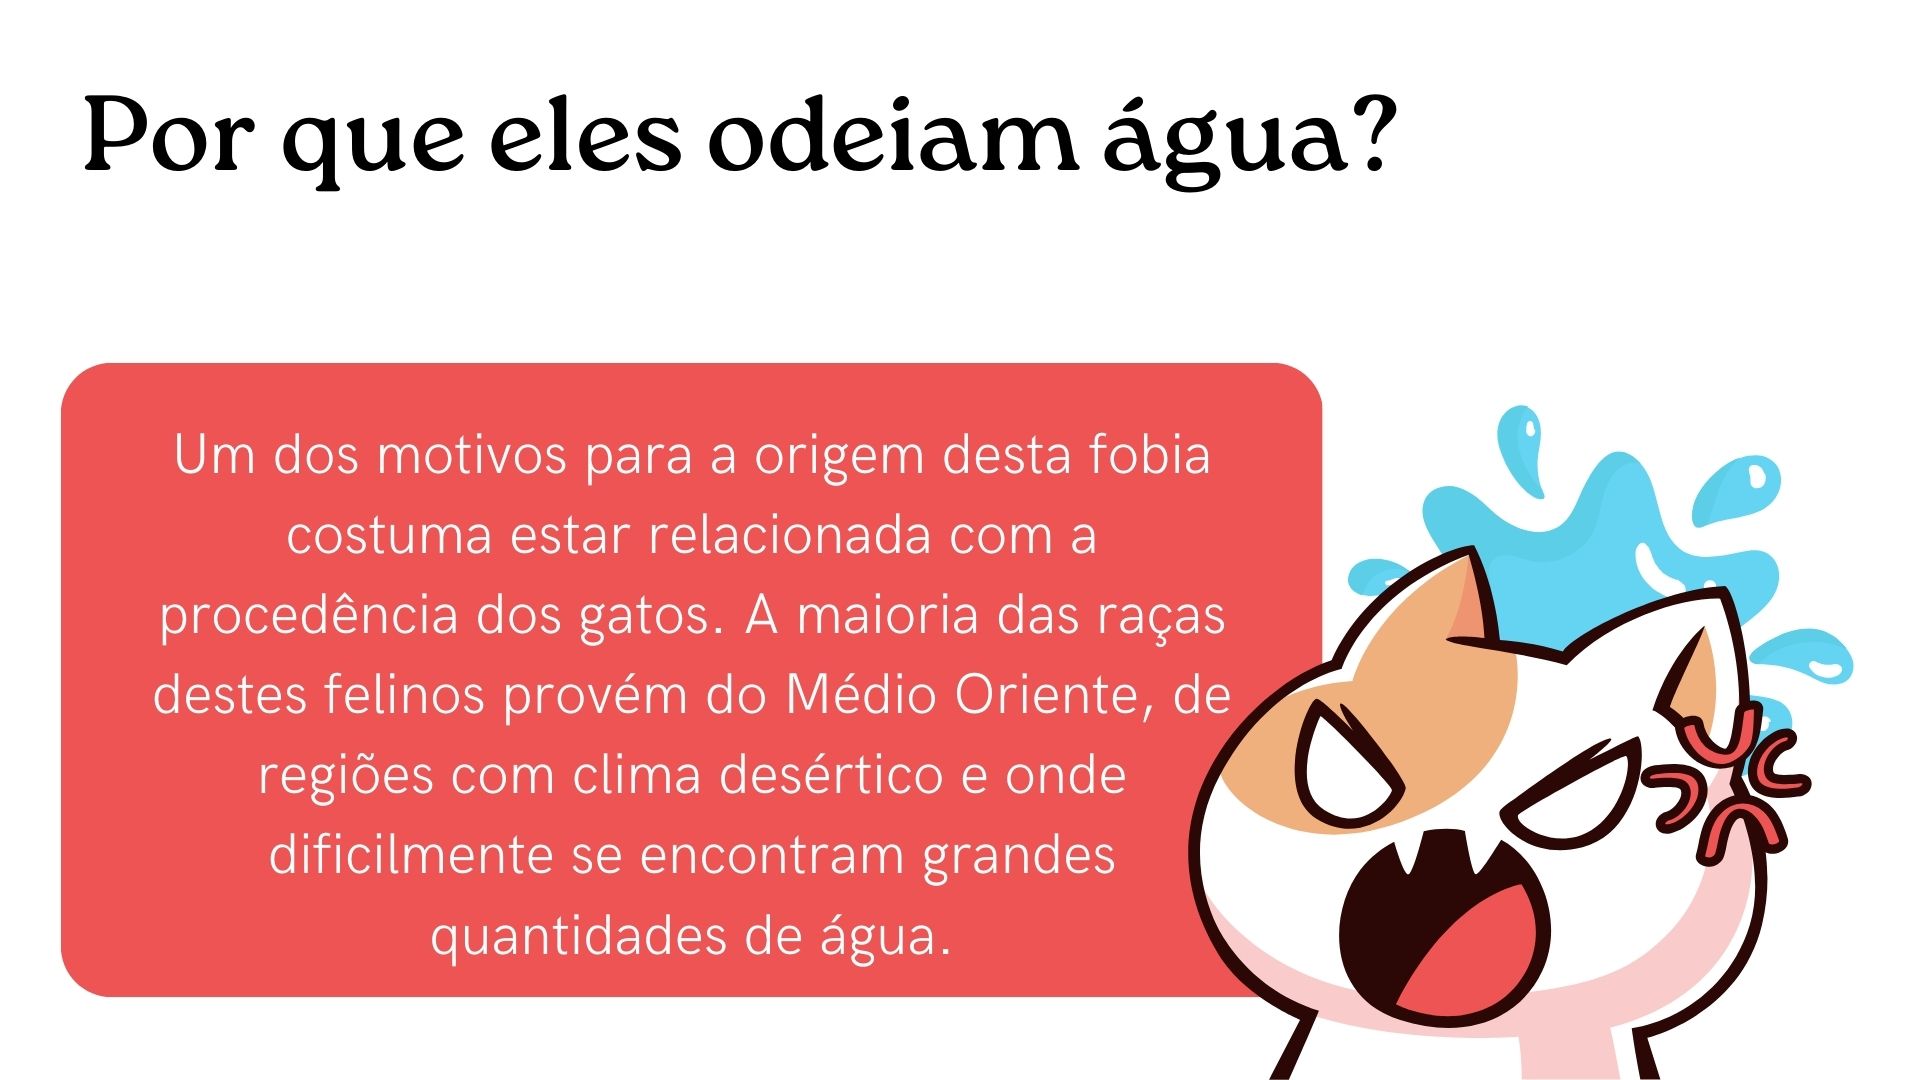 Por que eles odeiam água?
Um dos motivos para a origem desta fobia
costuma estar relacionada com a
procedência dos gatos. A maioria das raças
destes felinos provém do Médio Oriente, de
regiões com clima desértico e onde
dificilmente se encontram grandes
quantidades de água.